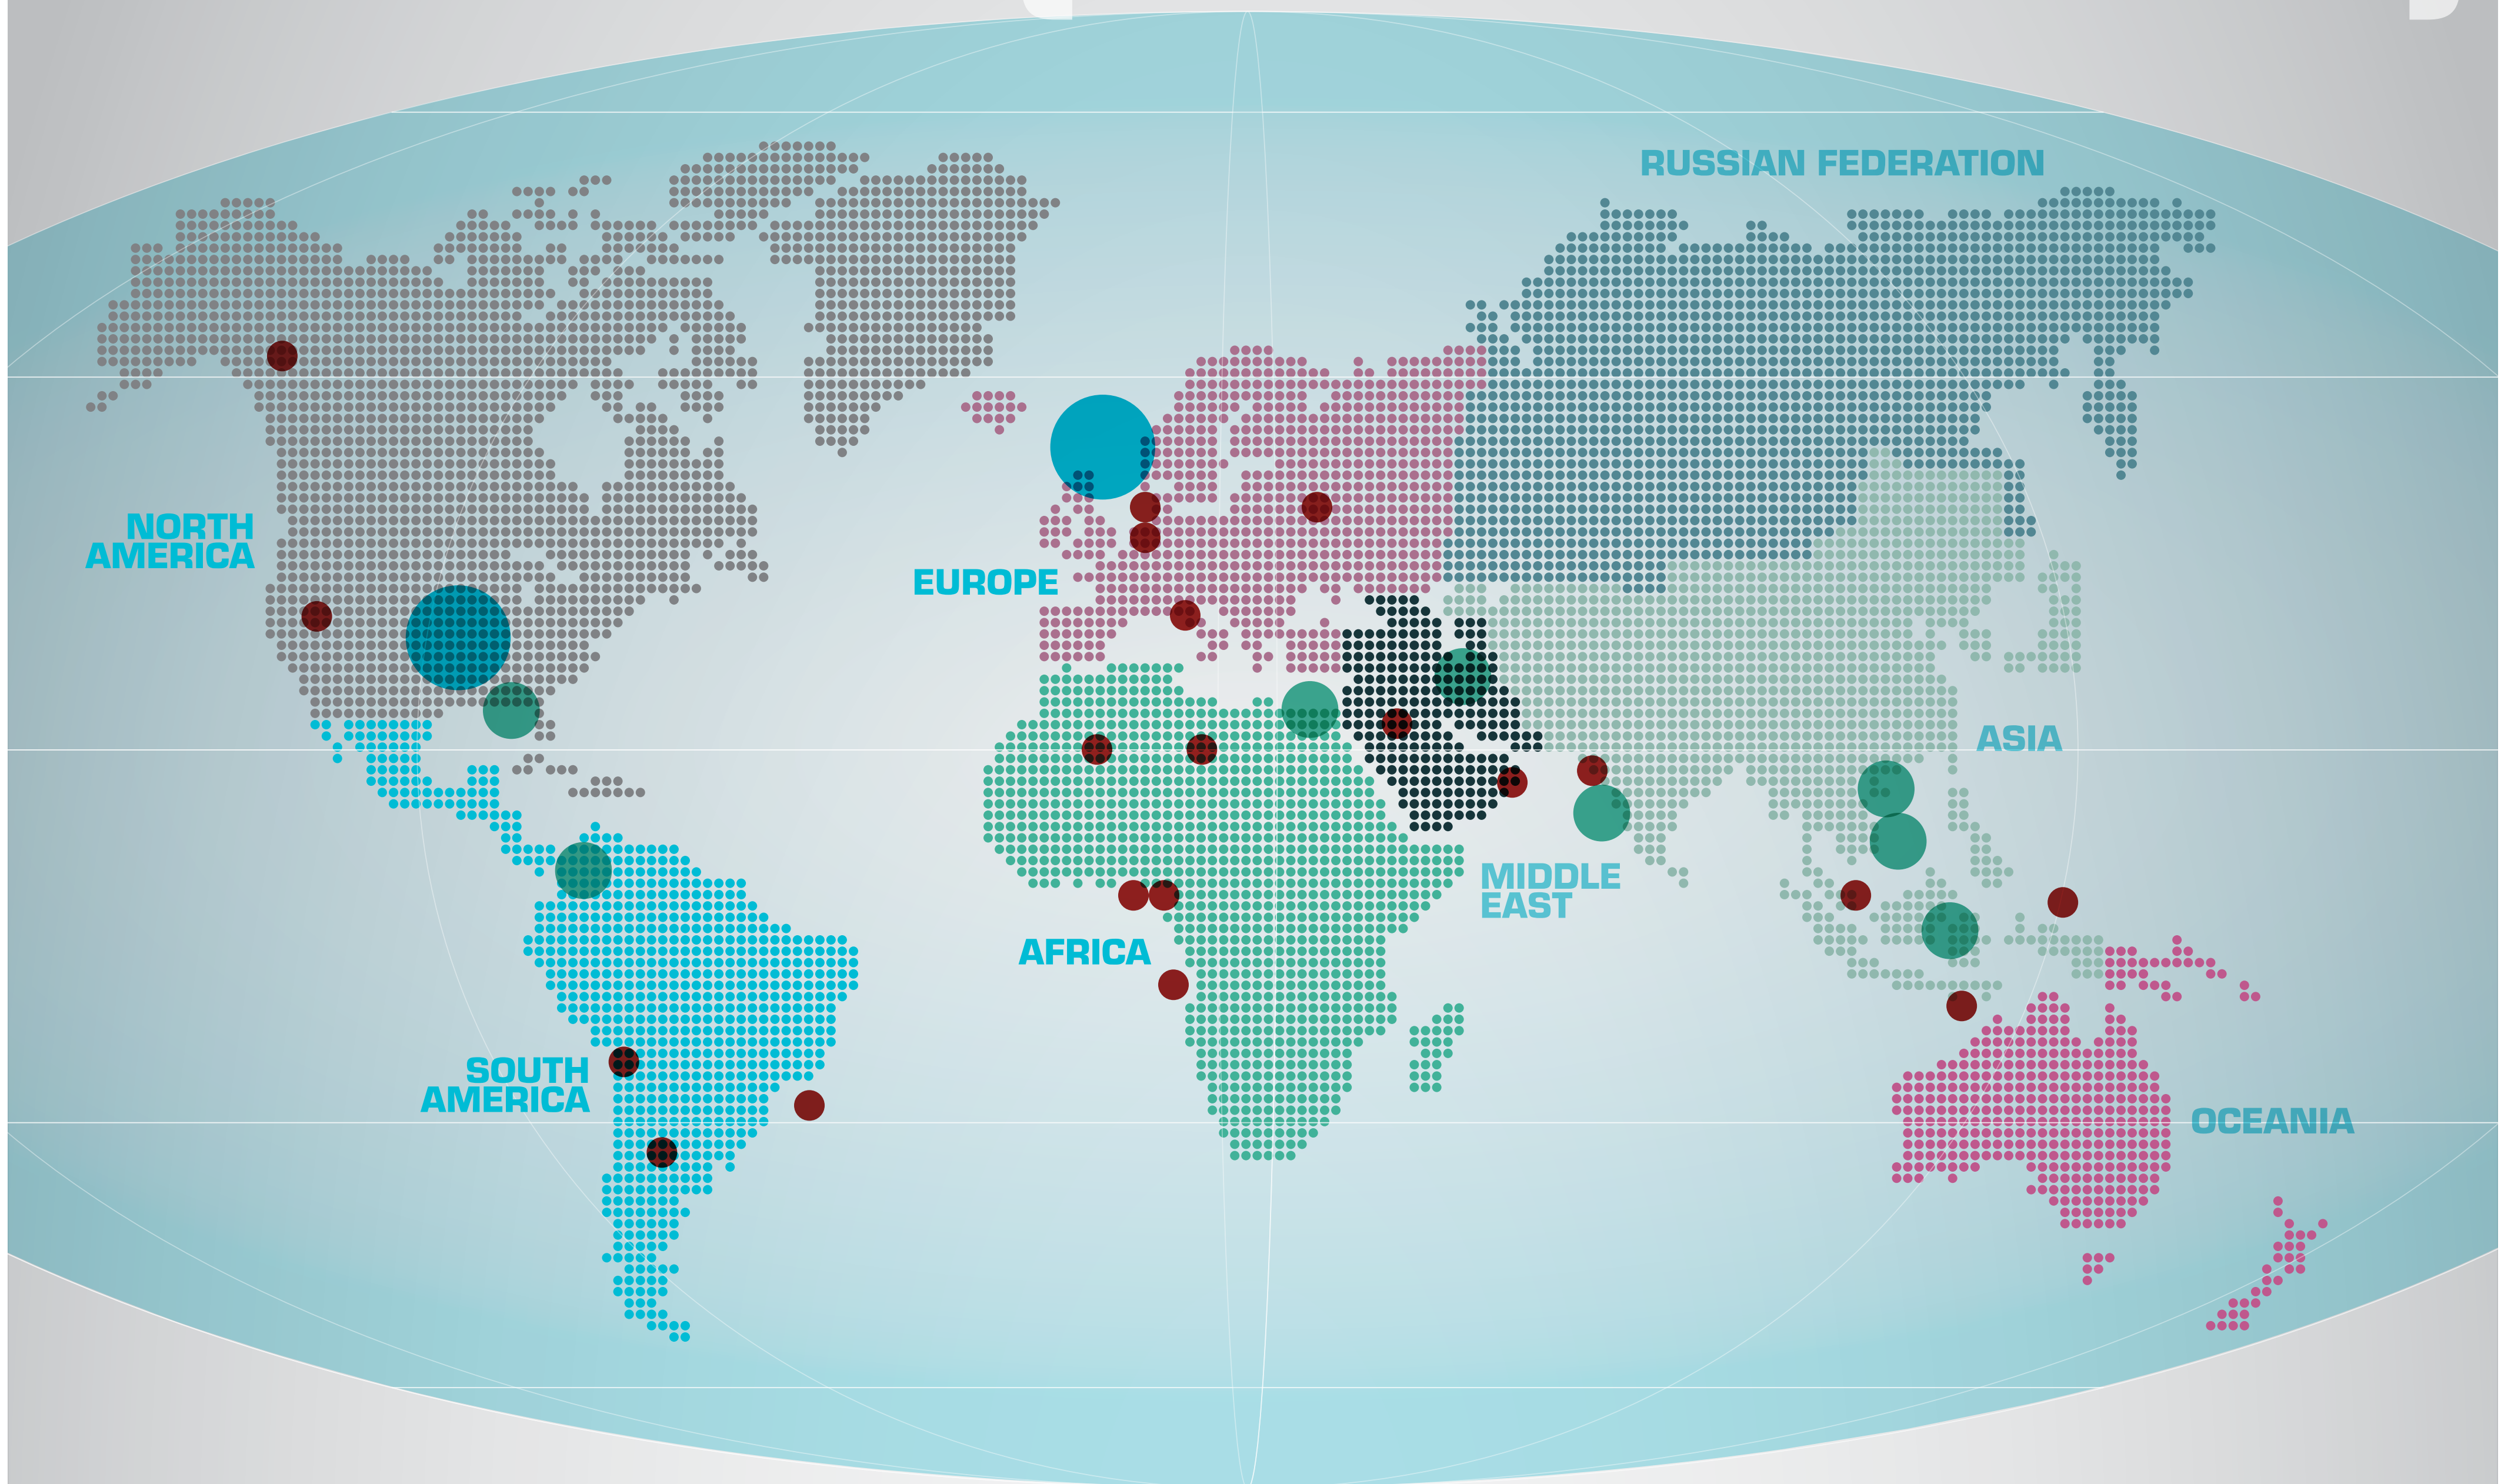 RUSSIAN FEDERATION
NORTH
AMERICA
EUROPE
ASIA
MIDDLE
EAST
AFRICA
SOUTH
AMERICA
OCEANIA